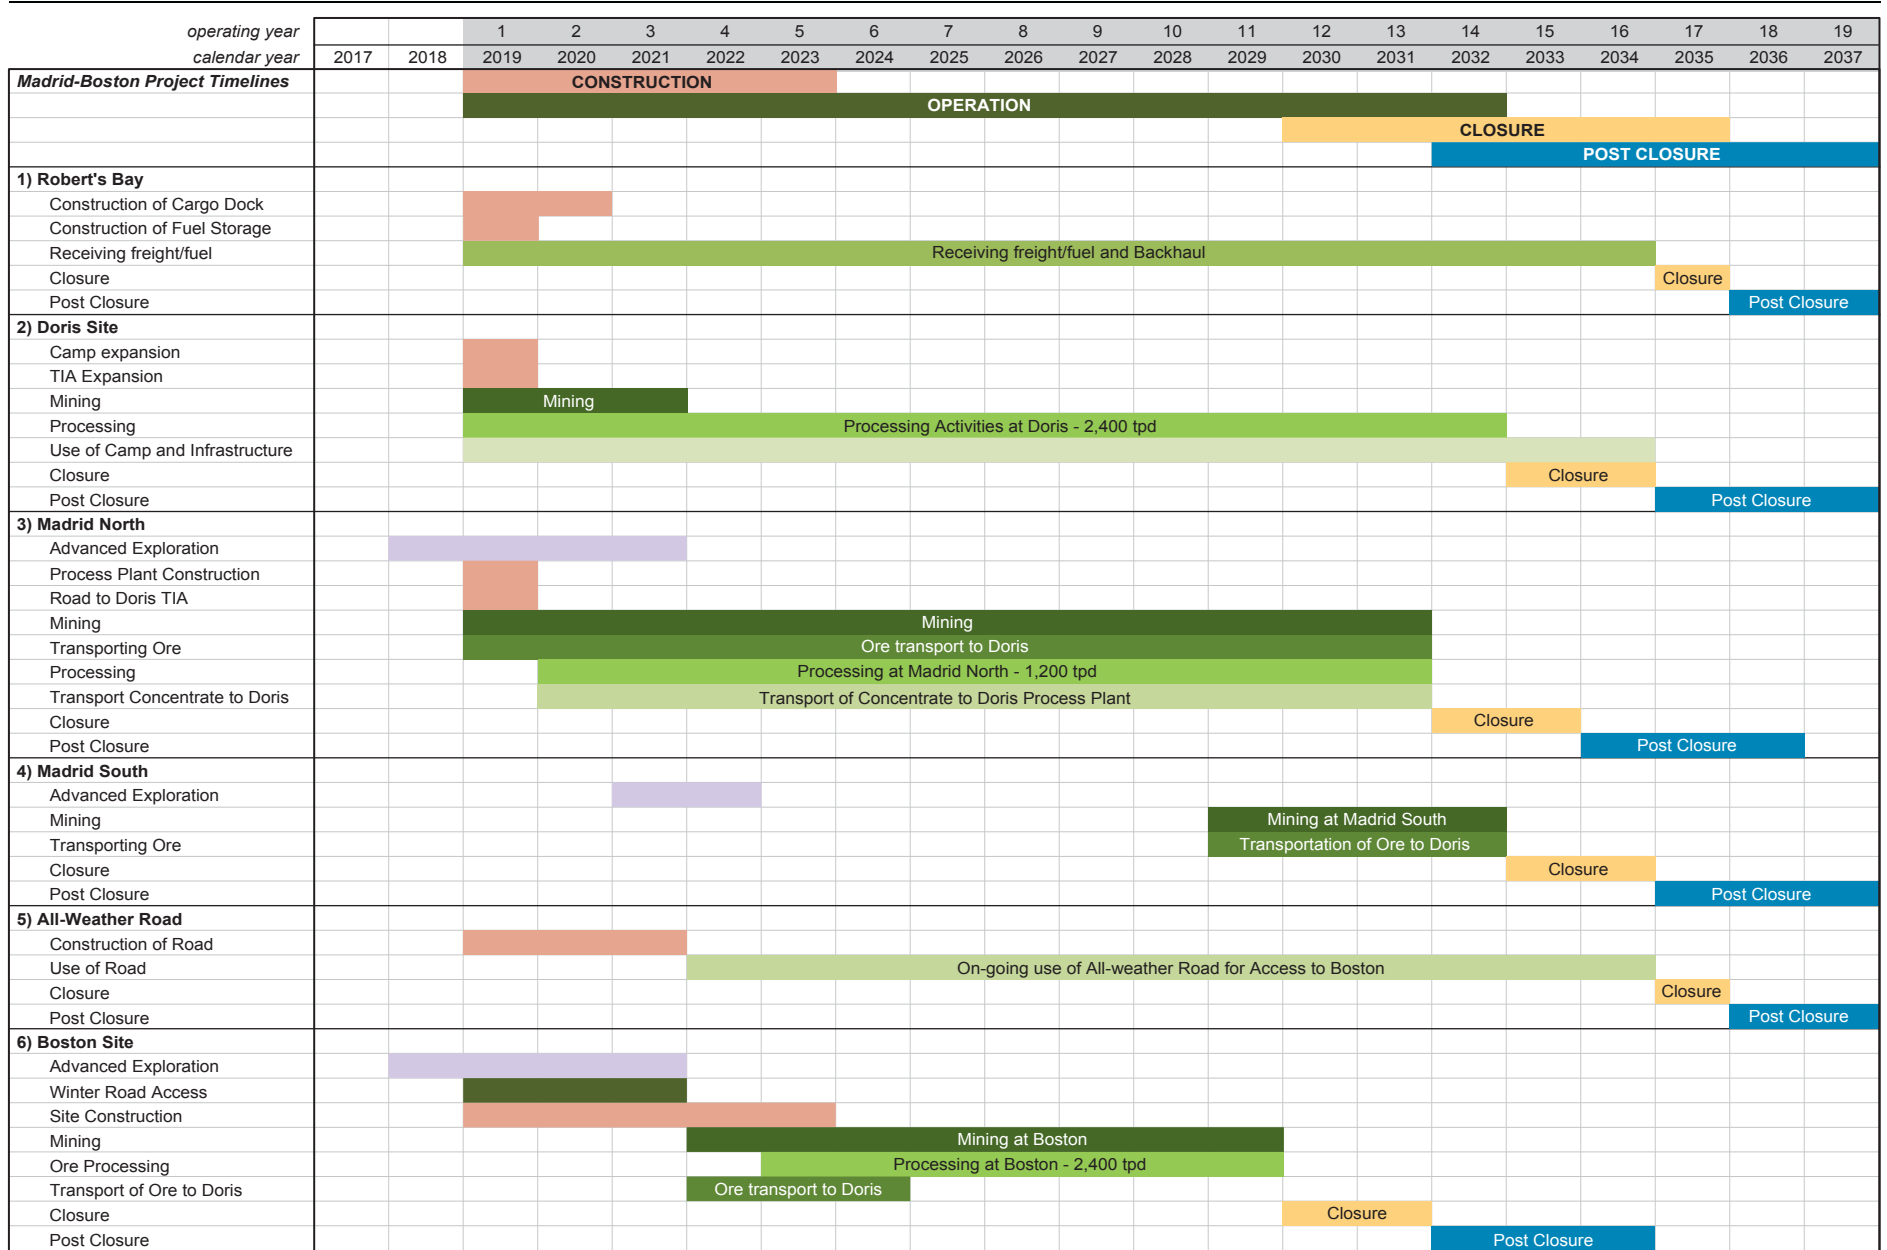 operating year 1 2 3 4 5 6 7 8 9 10 11 12 13 14 15 16 17 18 19
calendar year 2017 2018 2019 2020 2021 2022 2023 2024 2025 2026 2027 2028 2029 2030 2031 2032 2033 2034 2035 2036 2037
Madrid-Boston Project Timelines CONSTRUCTION
OPERATION
CLOSURE
POST CLOSURE
1) Robert's Bay
Construction of Cargo Dock
Construction of Fuel Storage
Receiving freight/fuel Receiving freight/fuel and Backhaul
Closure Closure
Post Closure Post Closure
2) Doris Site
Camp expansion
TIA Expansion
Mining Mining
Processing Processing Activities at Doris - 2,400 tpd
Use of Camp and Infrastructure
Closure Closure
Post Closure Post Closure
3) Madrid North
Advanced Exploration
Process Plant Construction
Road to Doris TIA
Mining Mining
Transporting Ore Ore transport to Doris
Processing Processing at Madrid North - 1,200 tpd
Transport Concentrate to Doris Transport of Concentrate to Doris Process Plant
Closure Closure
Post Closure Post Closure
4) Madrid South
Advanced Exploration
Mining Mining at Madrid South
Transporting Ore Transportation of Ore to Doris
Closure Closure
Post Closure Post Closure
5) All-Weather Road
Construction of Road
Use of Road On-going use of All-weather Road for Access to Boston
Closure Closure
Post Closure Post Closure
6) Boston Site
Advanced Exploration
Winter Road Access
Site Construction
Mining Mining at Boston
Ore Processing Processing at Boston - 2,400 tpd
Transport of Ore to Doris Ore transport to Doris
Closure Closure
Post Closure Post Closure